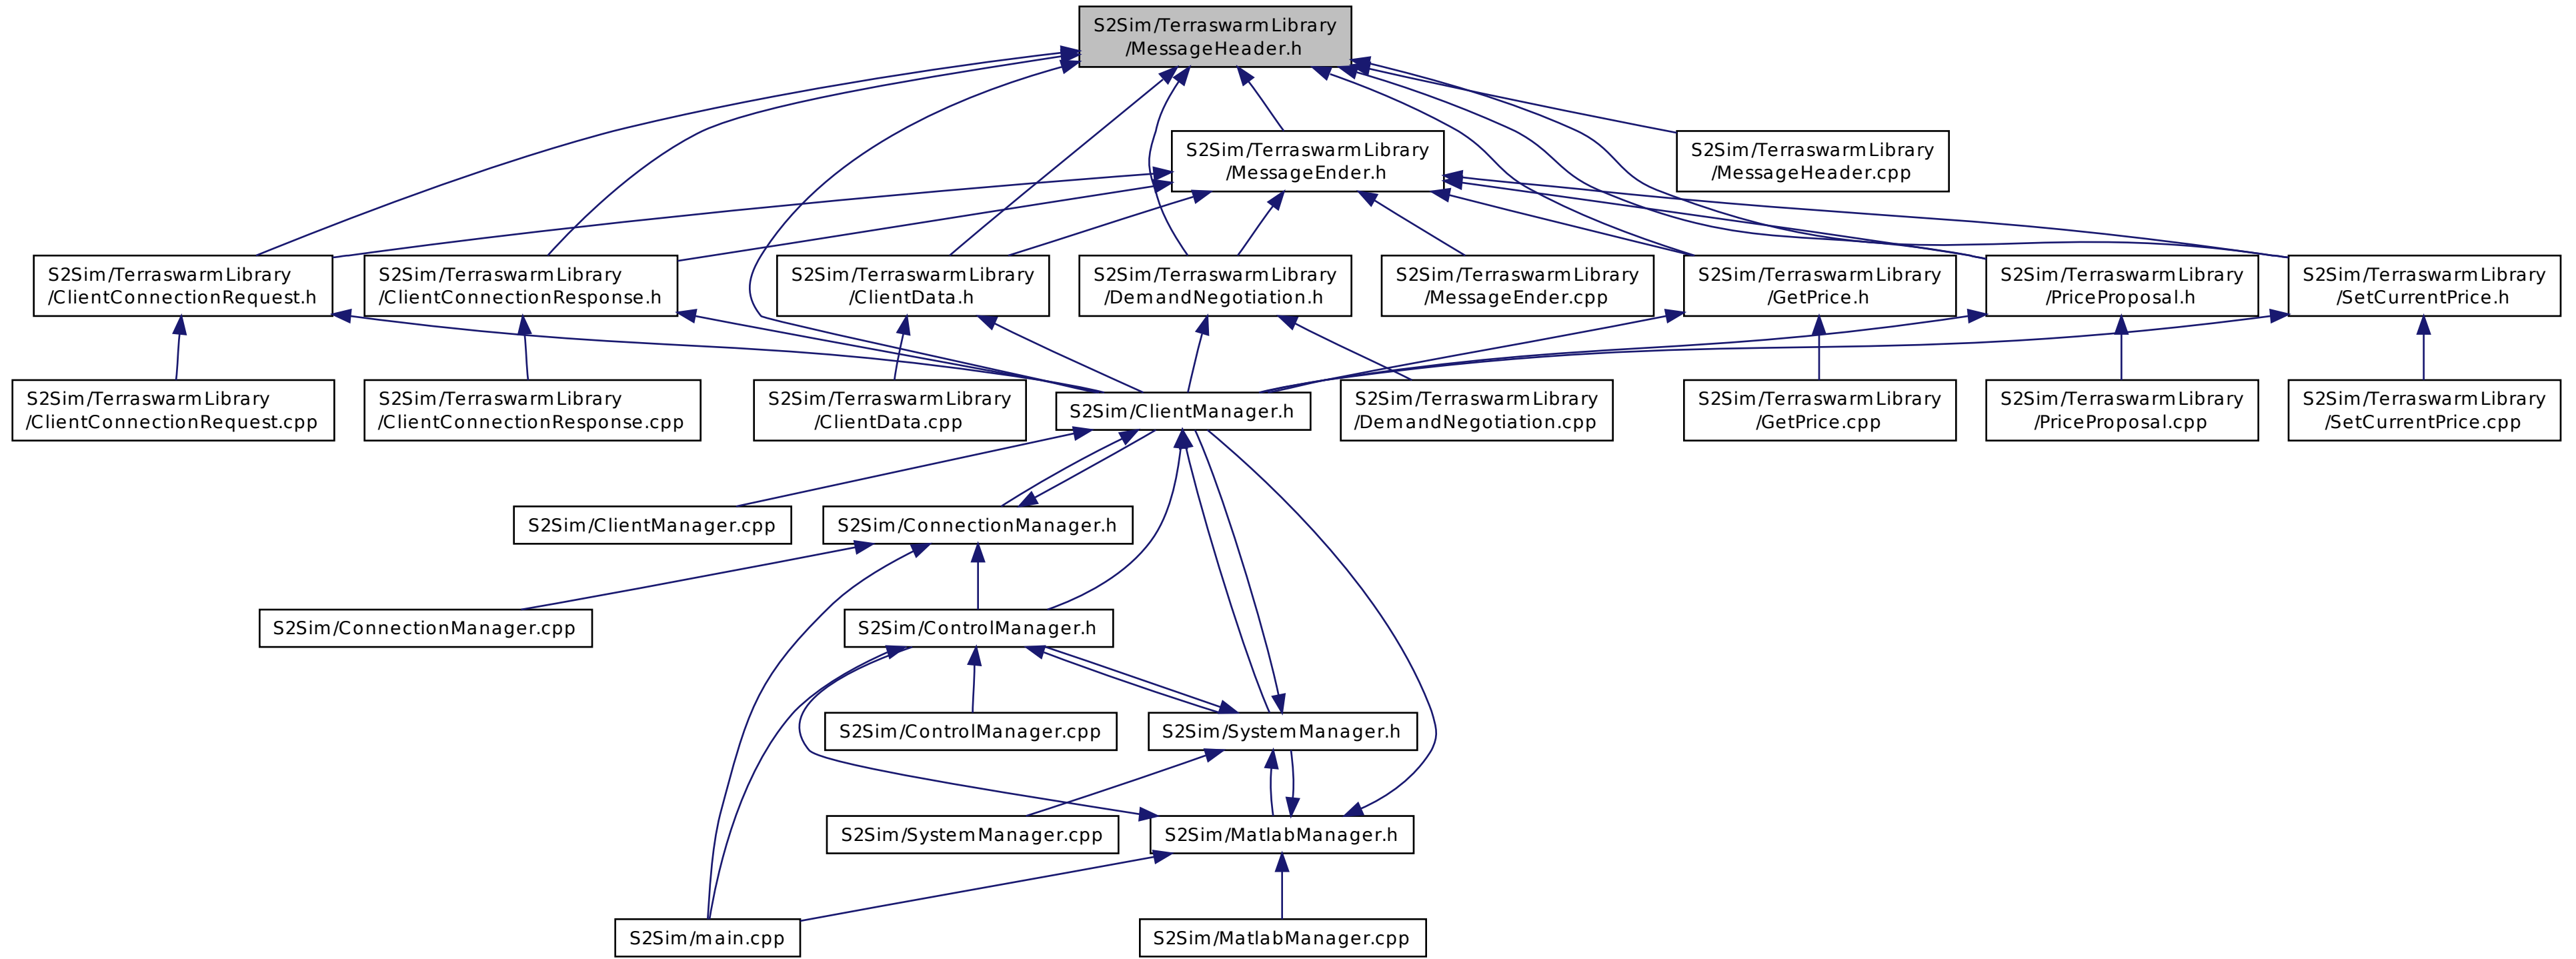 S2Sim/TerraswarmLibrary
/MessageHeader.h
S2Sim/TerraswarmLibrary
/MessageEnder.h
S2Sim/TerraswarmLibrary
/MessageHeader.cpp
S2Sim/TerraswarmLibrary
/ClientConnectionRequest.h
S2Sim/TerraswarmLibrary
/ClientConnectionResponse.h
S2Sim/TerraswarmLibrary
/ClientData.h
S2Sim/TerraswarmLibrary
/DemandNegotiation.h
S2Sim/TerraswarmLibrary
/MessageEnder.cpp
S2Sim/TerraswarmLibrary
/GetPrice.h
S2Sim/TerraswarmLibrary
/PriceProposal.h
S2Sim/TerraswarmLibrary
/SetCurrentPrice.h
S2Sim/TerraswarmLibrary
/ClientConnectionRequest.cpp
S2Sim/TerraswarmLibrary
/ClientConnectionResponse.cpp
S2Sim/TerraswarmLibrary
/ClientData.cpp
S2Sim/ClientManager.h
S2Sim/TerraswarmLibrary
/DemandNegotiation.cpp
S2Sim/TerraswarmLibrary
/GetPrice.cpp
S2Sim/TerraswarmLibrary
/PriceProposal.cpp
S2Sim/TerraswarmLibrary
/SetCurrentPrice.cpp
S2Sim/ClientManager.cpp
S2Sim/ConnectionManager.h
S2Sim/ConnectionManager.cpp
S2Sim/ControlManager.h
S2Sim/ControlManager.cpp
S2Sim/SystemManager.h
S2Sim/SystemManager.cpp
S2Sim/MatlabManager.h
S2Sim/main.cpp
S2Sim/MatlabManager.cpp